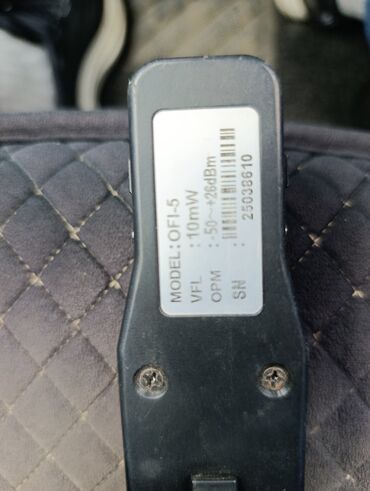 MODEL: OFI-5
VFL : 10mW
OPM : -50~+26dBm
SN : 25038610